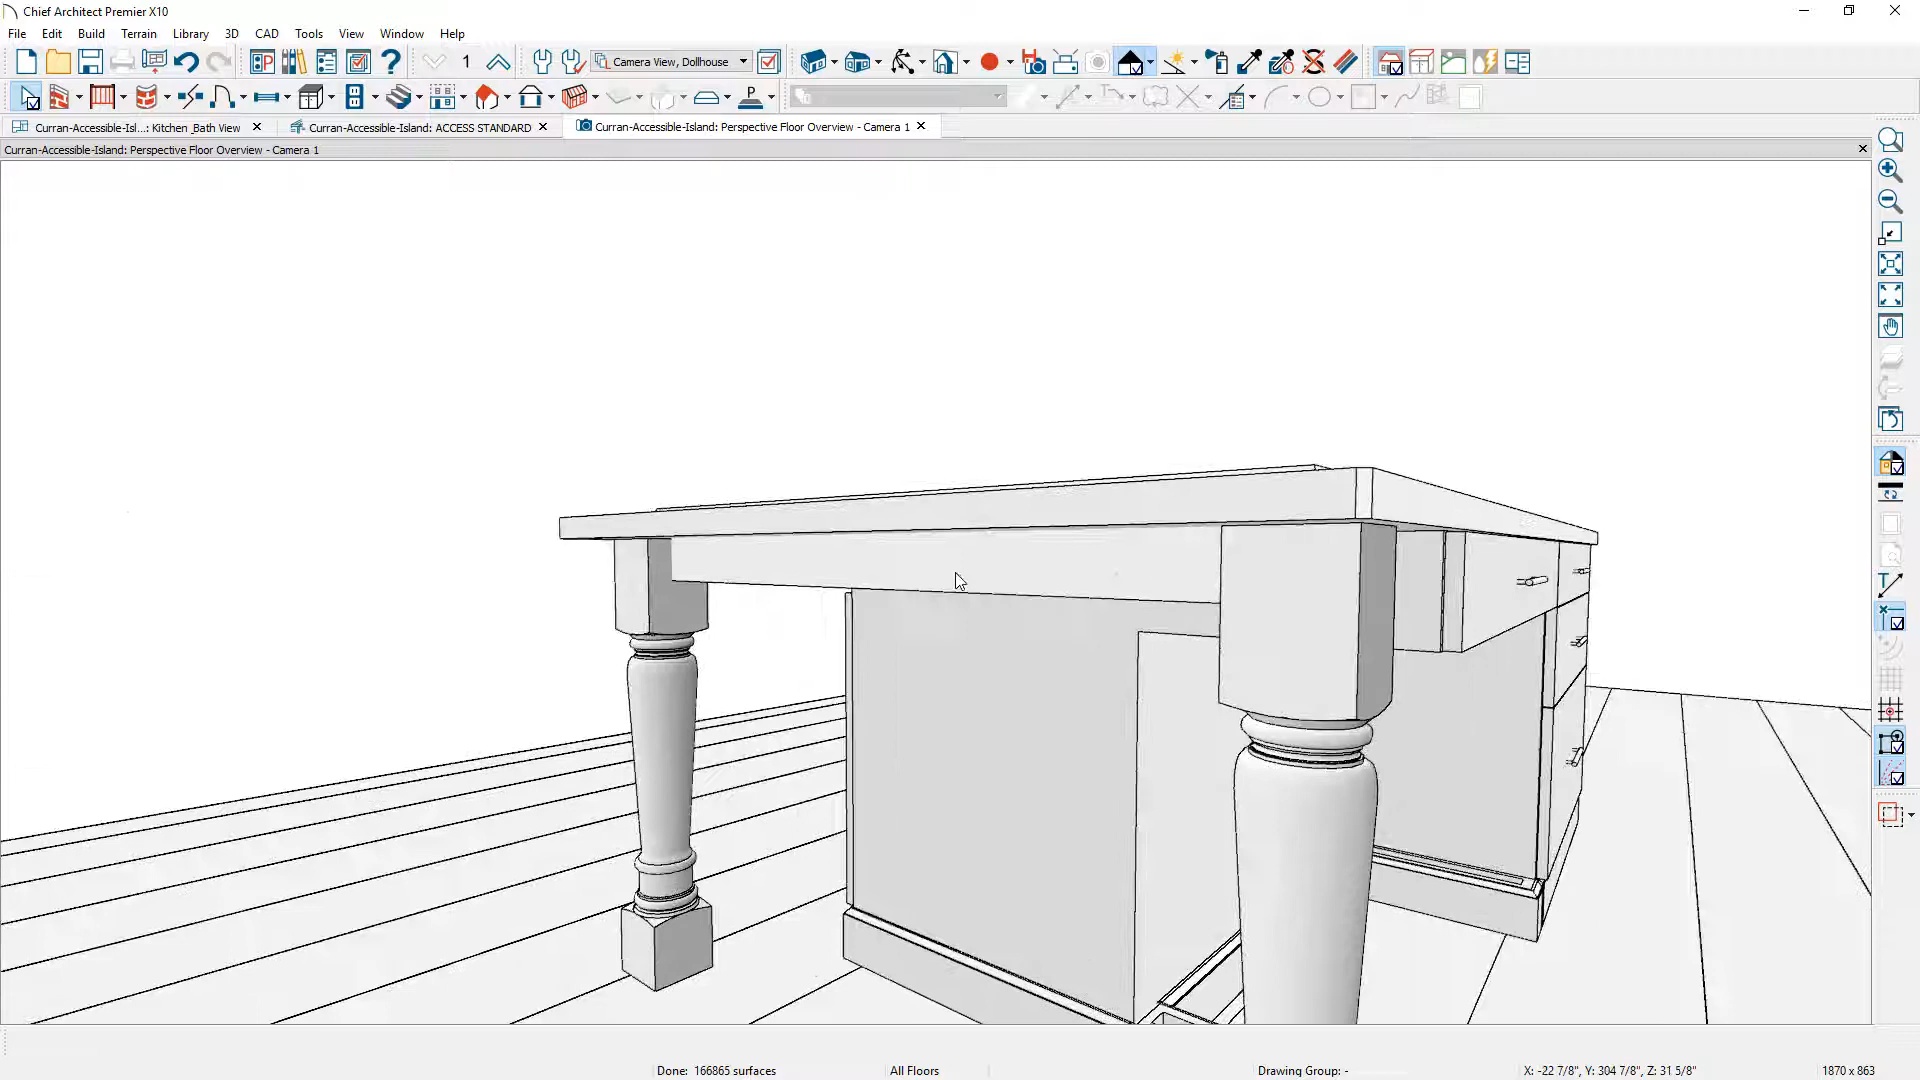 Chief Architect Premier X10
File Edit Build Terrain Library 3D CAD Tools View Window Help
1 Camera View, Dollhouse
P
Curran-Accessible-Isl...: Kitchen_Bath View Curran-Accessible-Island: ACCESS STANDARD Curran-Accessible-Island: Perspective Floor Overview - Camera 1
Curran-Accessible-Island: Perspective Floor Overview - Camera 1
T
Done: 166865 surfaces All Floors Drawing Group: - X: -22 7/8", Y: 304 7/8", Z: 31 5/8" 1870 x 863